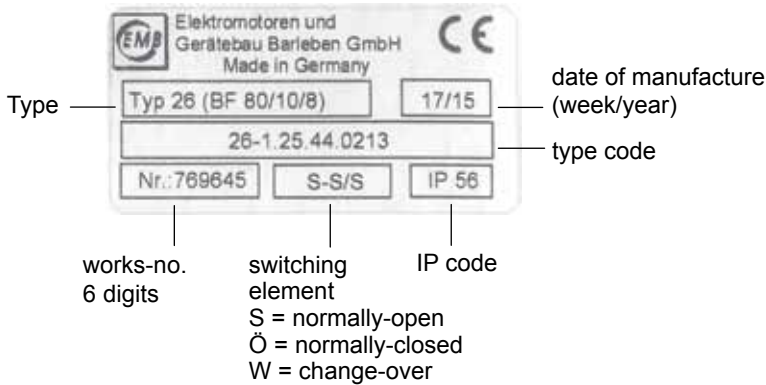 EMB
Elektromotoren und
Gerätebau Barleben GmbH
Made in Germany
CE
Type
Typ 26 (BF 80/10/8)
17/15
date of manufacture
(week/year)
26-1.25.44.0213
type code
Nr.:769645
S-S/S
IP 56
works-no.
6 digits
switching
element
S = normally-open
Ö = normally-closed
W = change-over
IP code